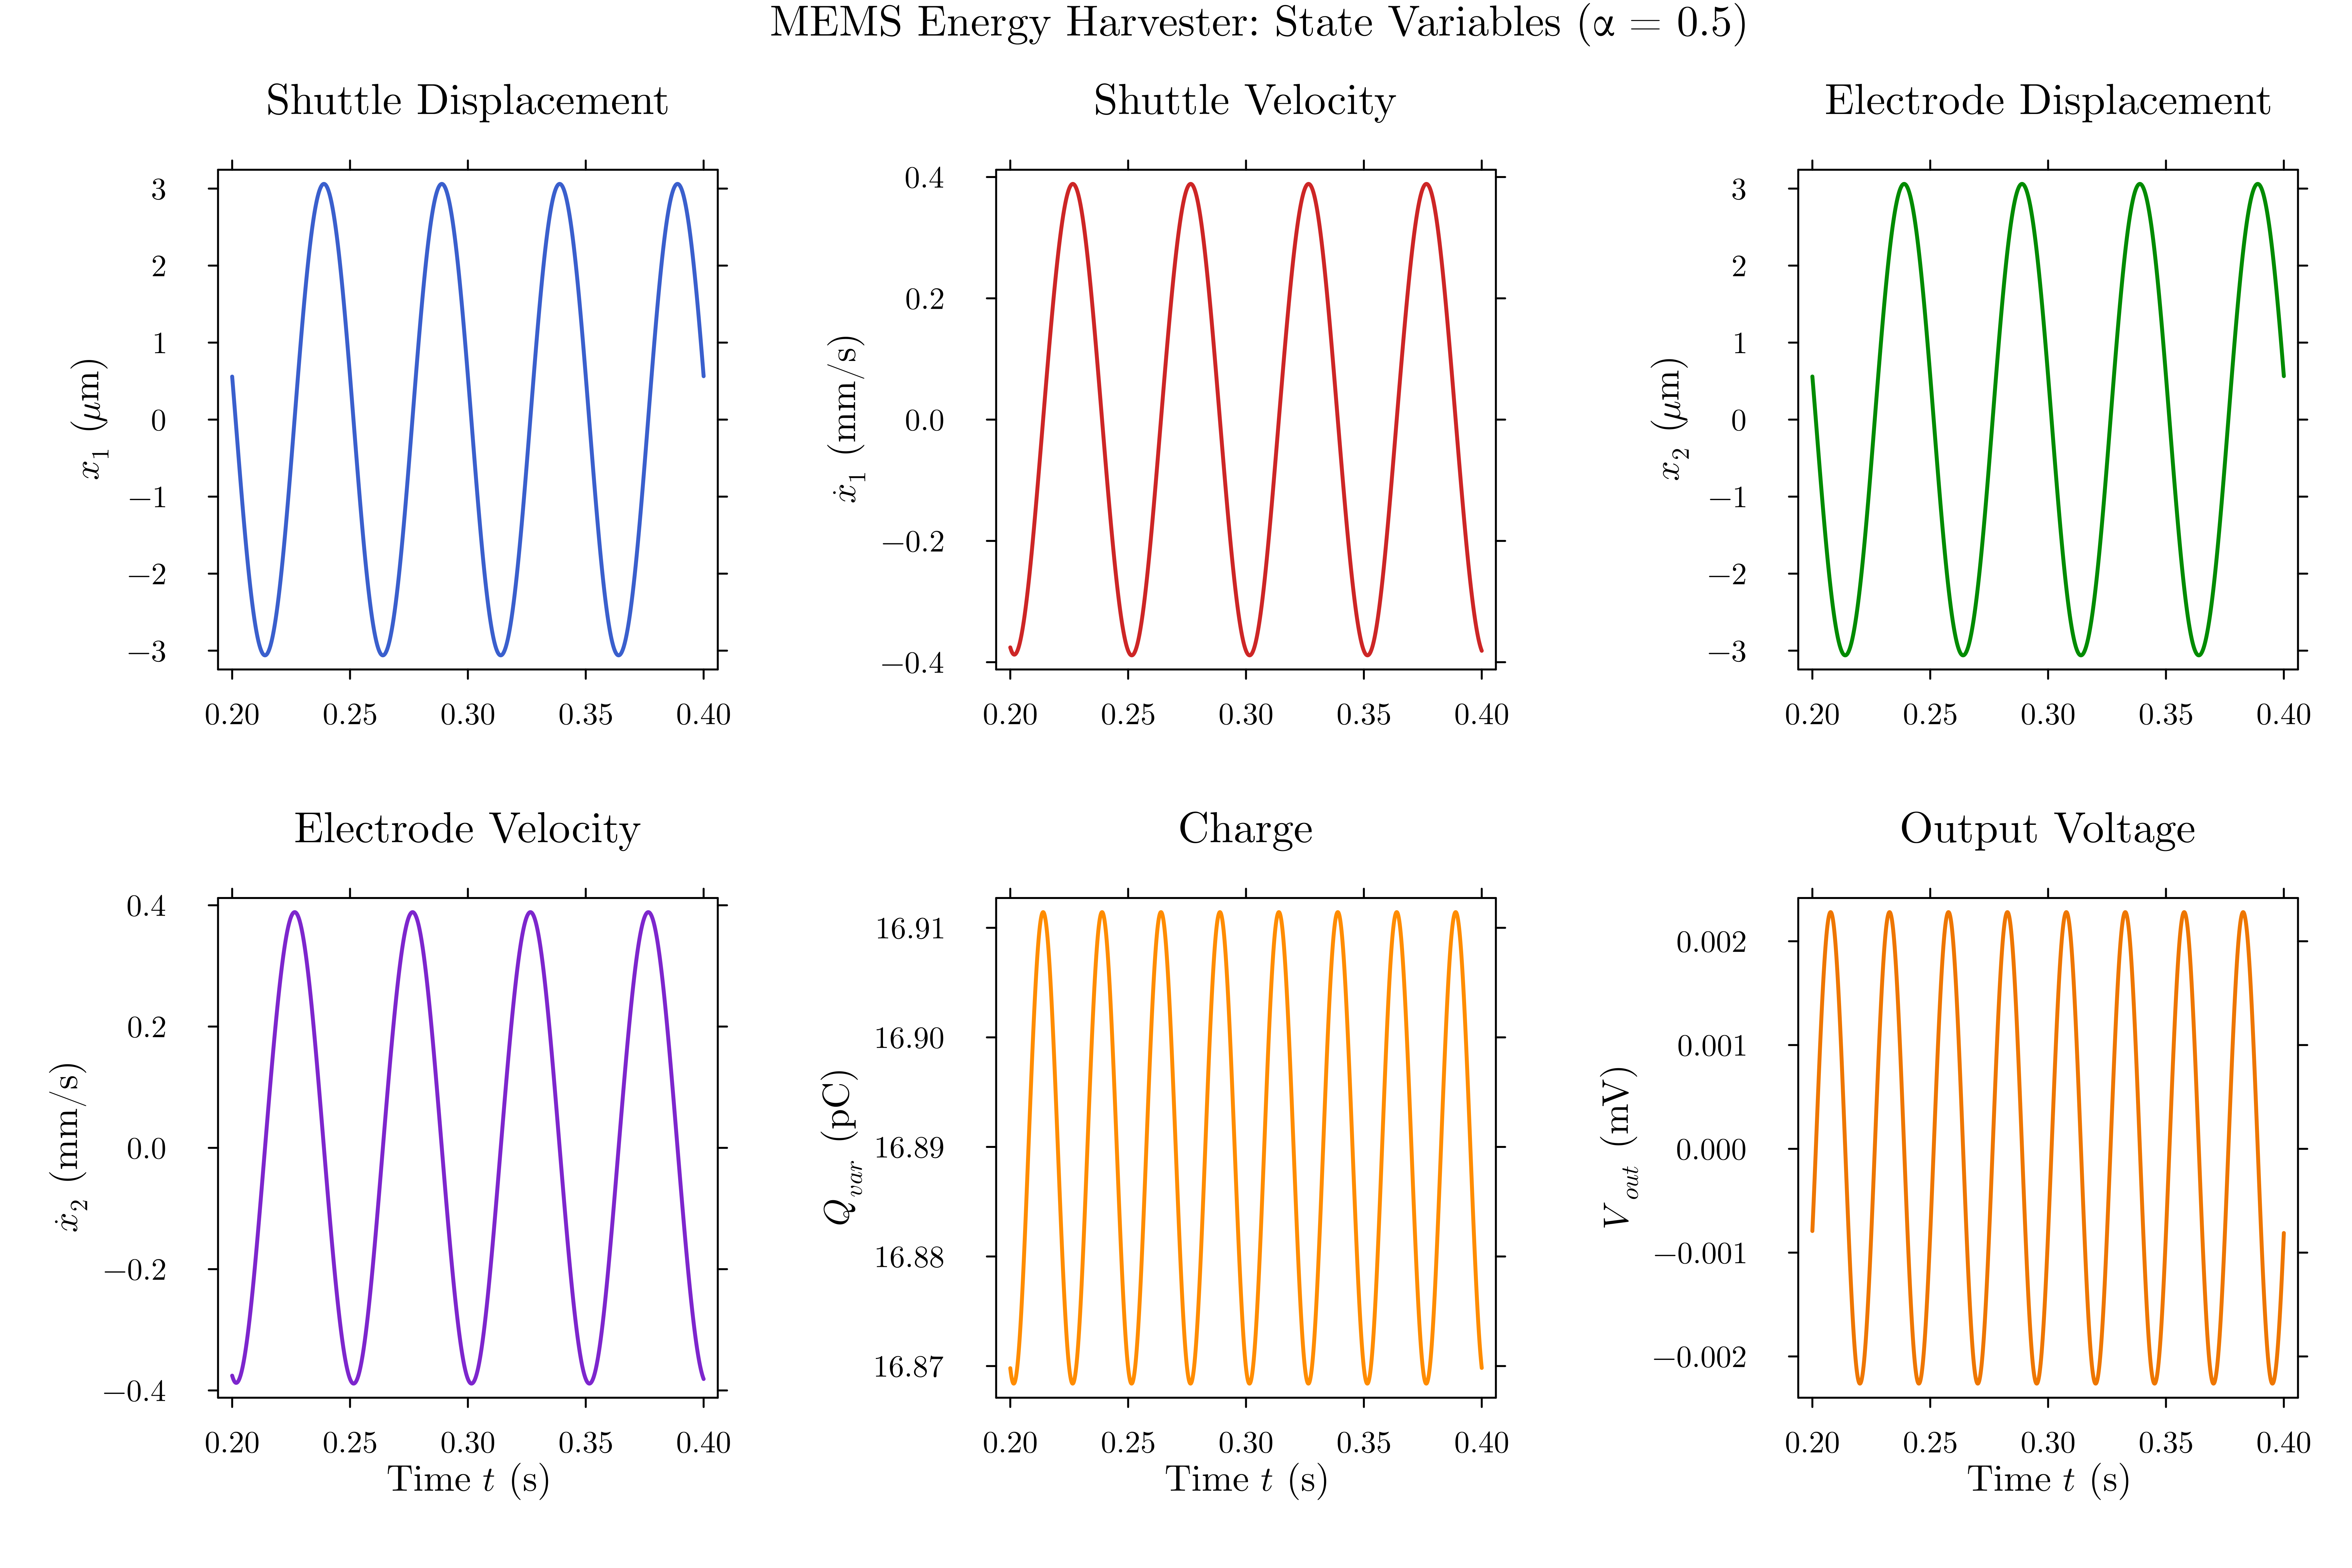 MEMS Energy Harvester: State Variables (α = 0.5)
Shuttle Displacement
x₁ (μm)
3
2
1
0
−1
−2
−3
0.20 0.25 0.30 0.35 0.40
Shuttle Velocity
ẋ₁ (mm/s)
0.4
0.2
0.0
−0.2
−0.4
0.20 0.25 0.30 0.35 0.40
Electrode Displacement
x₂ (μm)
3
2
1
0
−1
−2
−3
0.20 0.25 0.30 0.35 0.40
Electrode Velocity
ẋ₂ (mm/s)
0.4
0.2
0.0
−0.2
−0.4
0.20 0.25 0.30 0.35 0.40
Time t (s)
Charge
Q var (pC)
16.91
16.90
16.89
16.88
16.87
0.20 0.25 0.30 0.35 0.40
Time t (s)
Output Voltage
V out (mV)
0.002
0.001
0.000
−0.001
−0.002
0.20 0.25 0.30 0.35 0.40
Time t (s)